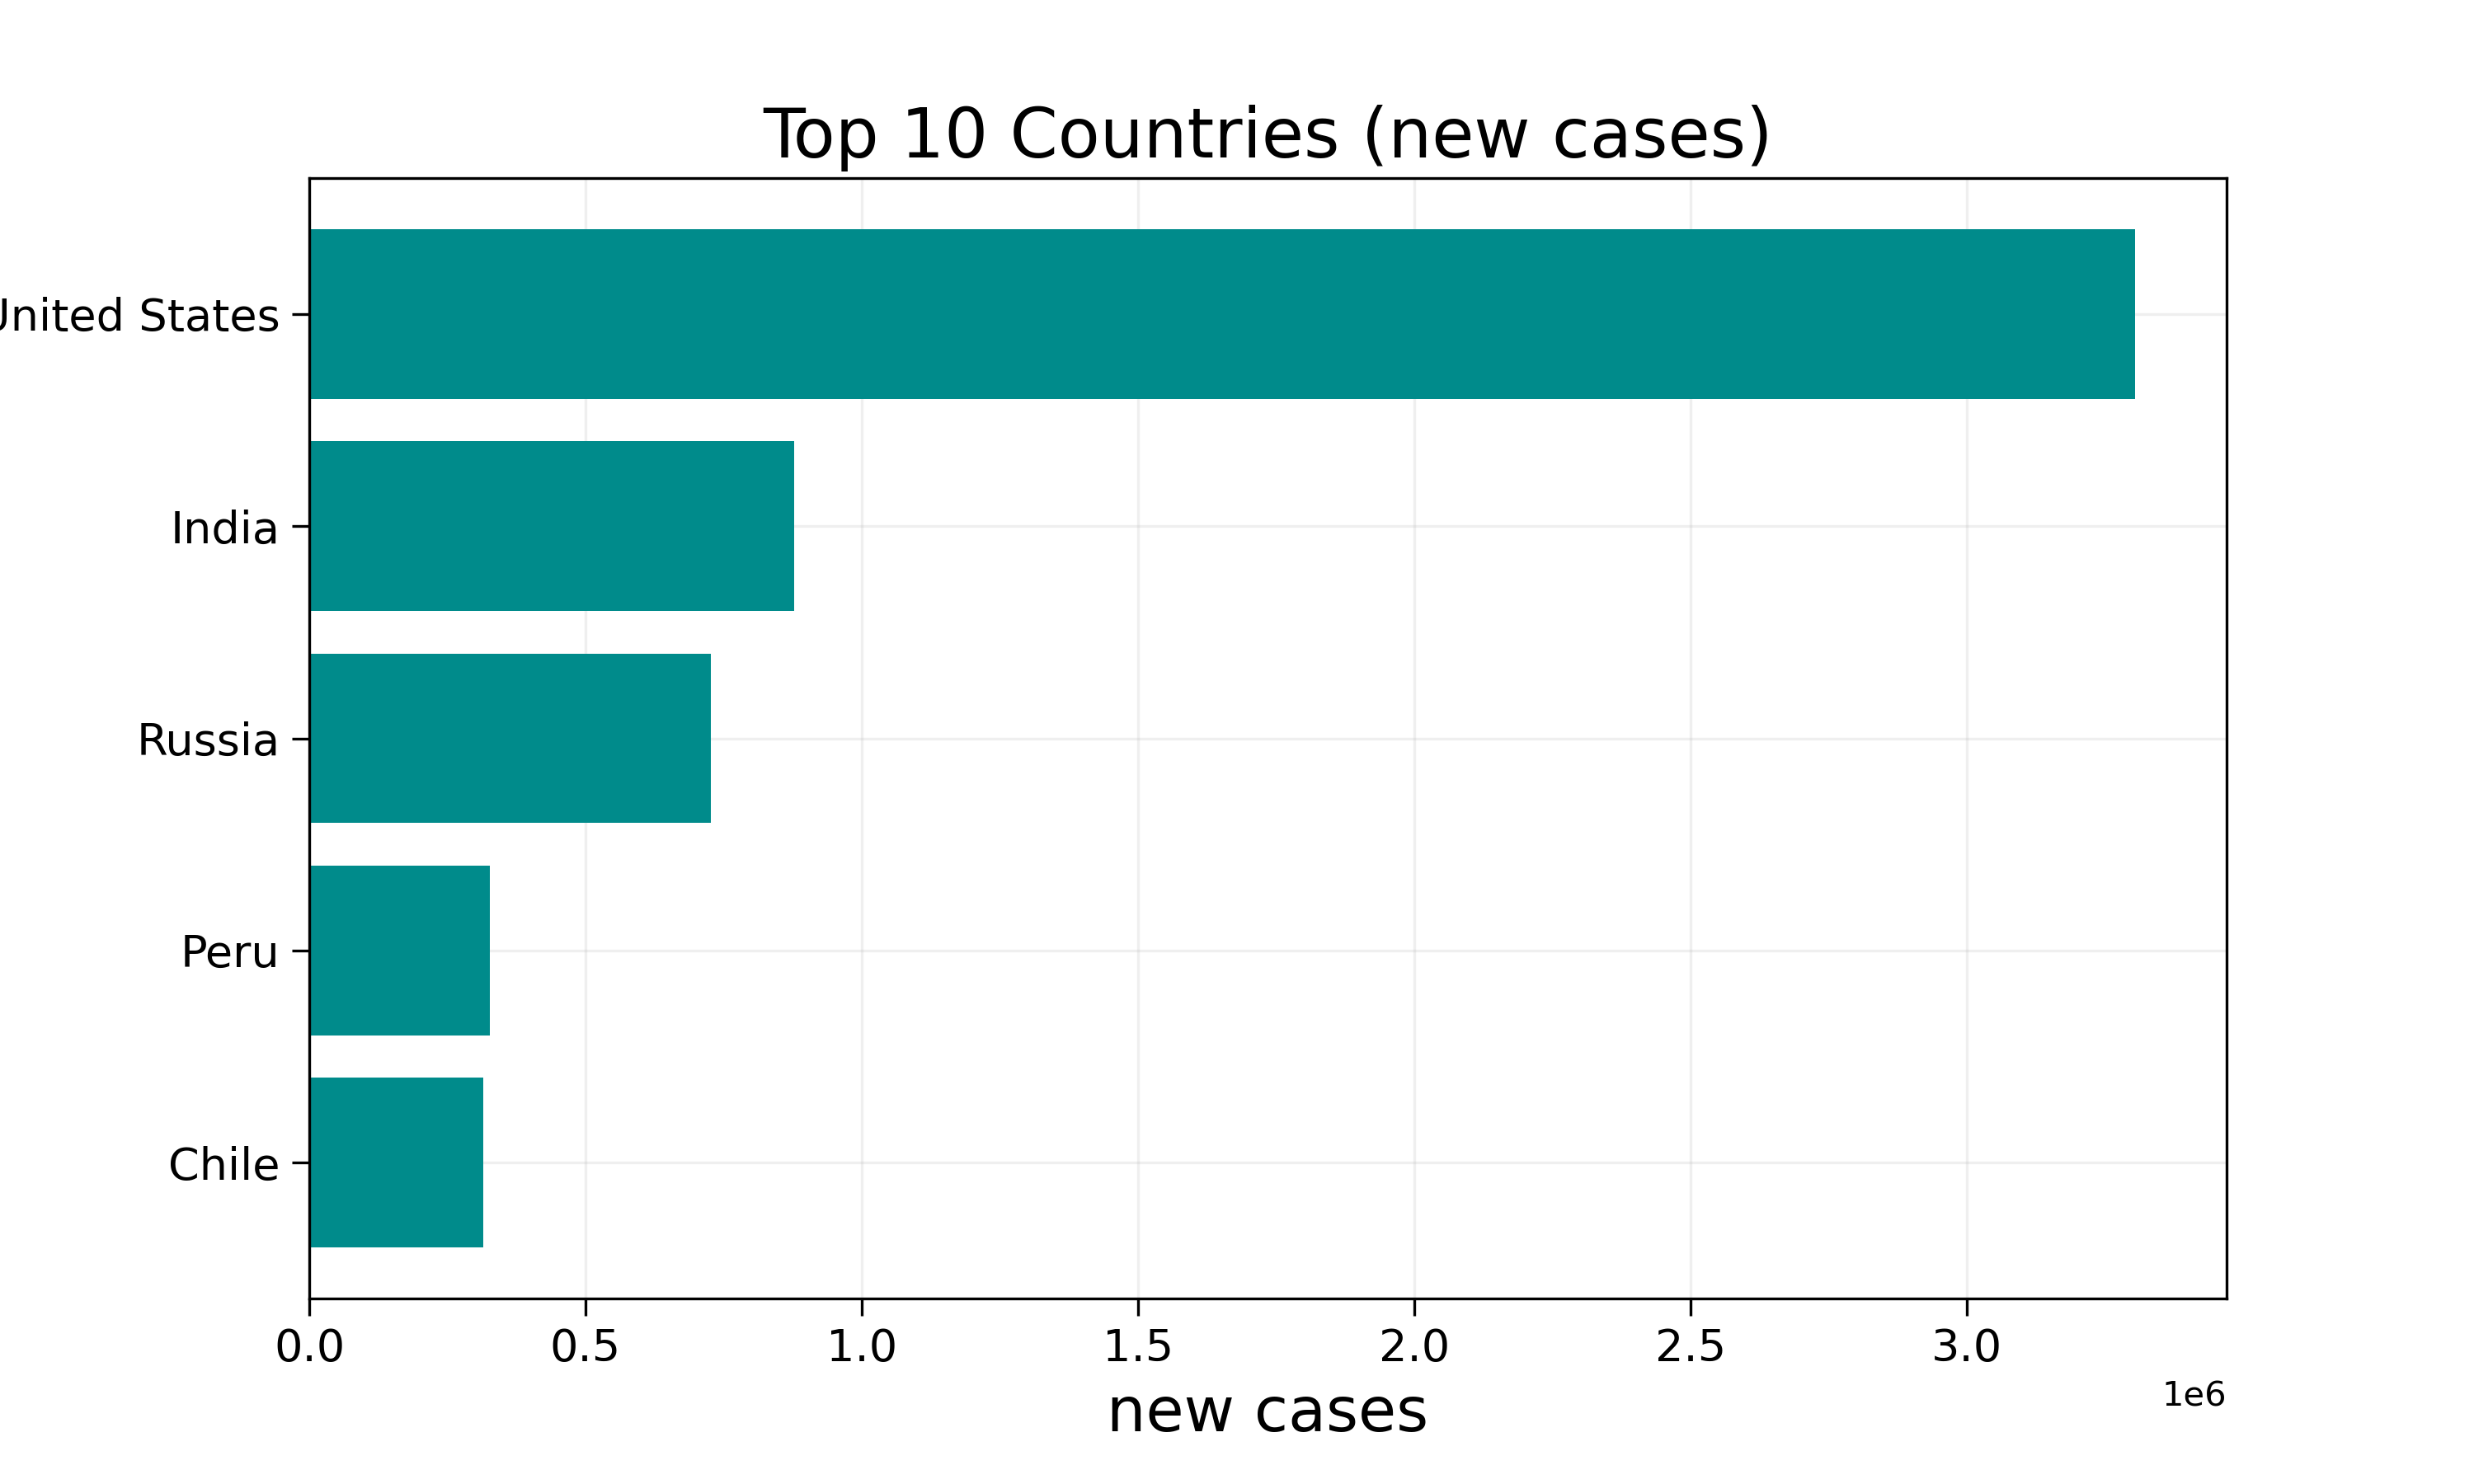 Top 10 Countries (new cases)
United States
India
Russia
Peru
Chile
0.0 0.5 1.0 1.5 2.0 2.5 3.0
1e6
new cases